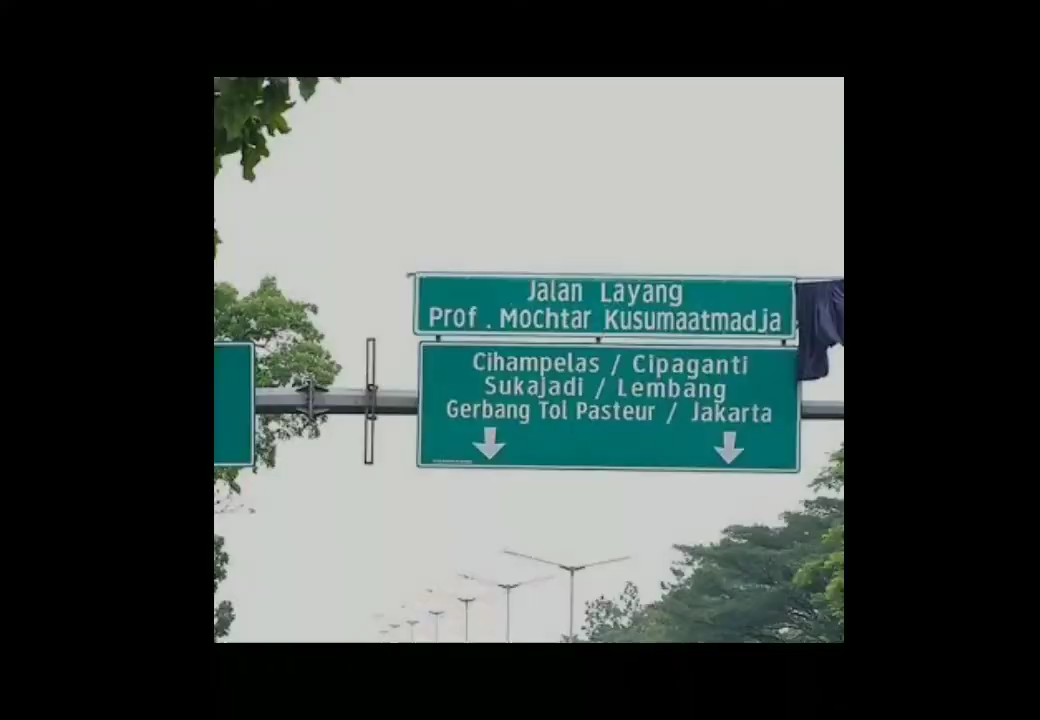 Jalan Layang
Prof. Mochtar Kusumaatmadja
Cihampelas / Cipaganti
Sukajadi / Lembang
Gerbang Tol Pasteur / Jakarta